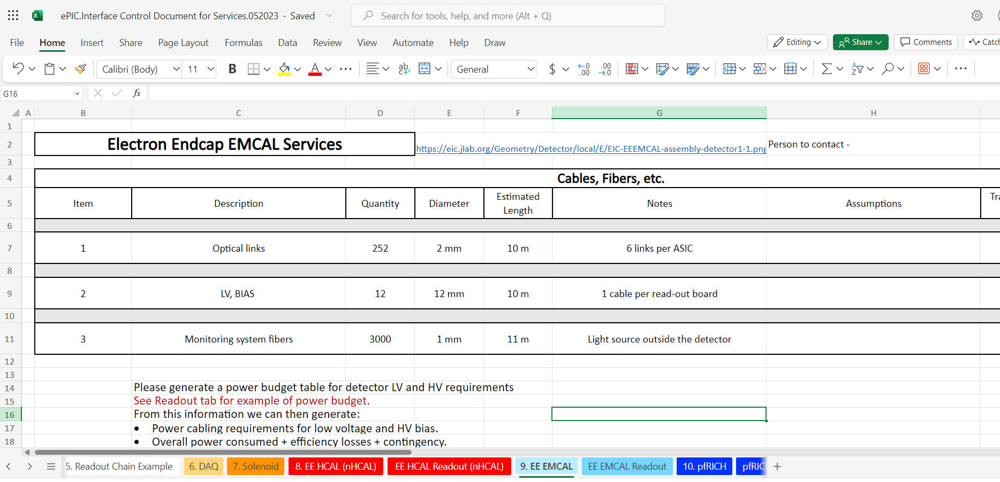 ePIC.Interface Control Document for Services.052023 - Saved
Search for tools, help, and more (Alt + Q)
File Home Insert Share Page Layout Formulas Data Review View Automate Help Draw
Editing Share Comments Catch
Calibri (Body) 11 B A ab General $
G16 fx
A B C D E F G H
1
2 Electron Endcap EMCAL Services https://eic.jlab.org/Geometry/Detector/local/E/EIC-EEEMCAL-assembly-detector1-1.png Person to contact -
3
4 Cables, Fibers, etc.
5 Item Description Quantity Diameter Estimated Length Notes Assumptions Tra
6
7 1 Optical links 252 2 mm 10 m 6 links per ASIC
8
9 2 LV, BIAS 12 12 mm 10 m 1 cable per read-out board
10
11 3 Monitoring system fibers 3000 1 mm 11 m Light source outside the detector
12
13
14 Please generate a power budget table for detector LV and HV requirements
15 See Readout tab for example of power budget.
16 From this information we can then generate:
17 • Power cabling requirements for low voltage and HV bias.
18 • Overall power consumed + efficiency losses + contingency.
5. Readout Chain Example 6. DAQ 7. Solenoid 8. EE HCAL (nHCAL) EE HCAL Readout (nHCAL) 9. EE EMCAL EE EMCAL Readout 10. pfRICH pfRIC